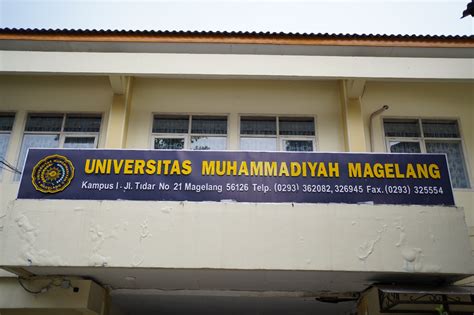 UNIVERSITAS MUHAMMADIYAH MAGELANG
Kampus I - Jl. Tidar No 21 Magelang 56126 Telp. (0293) 362082, 326945 Fax. (0293) 325554